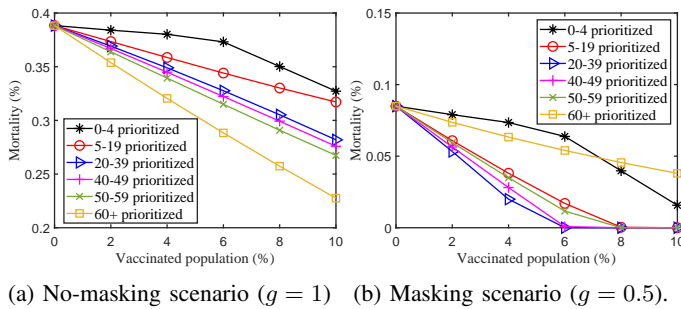 0.4
0.35
0.3
0.25
0.2
Mortality (%)
0-4 prioritized
5-19 prioritized
20-39 prioritized
40-49 prioritized
50-59 prioritized
60+ prioritized
0 2 4 6 8 10
Vaccinated population (%)
(a) No-masking scenario (g = 1)
0.15
0.1
0.05
0
Mortality (%)
0-4 prioritized
5-19 prioritized
20-39 prioritized
40-49 prioritized
50-59 prioritized
60+ prioritized
0 2 4 6 8 10
Vaccinated population (%)
(b) Masking scenario (g = 0.5).